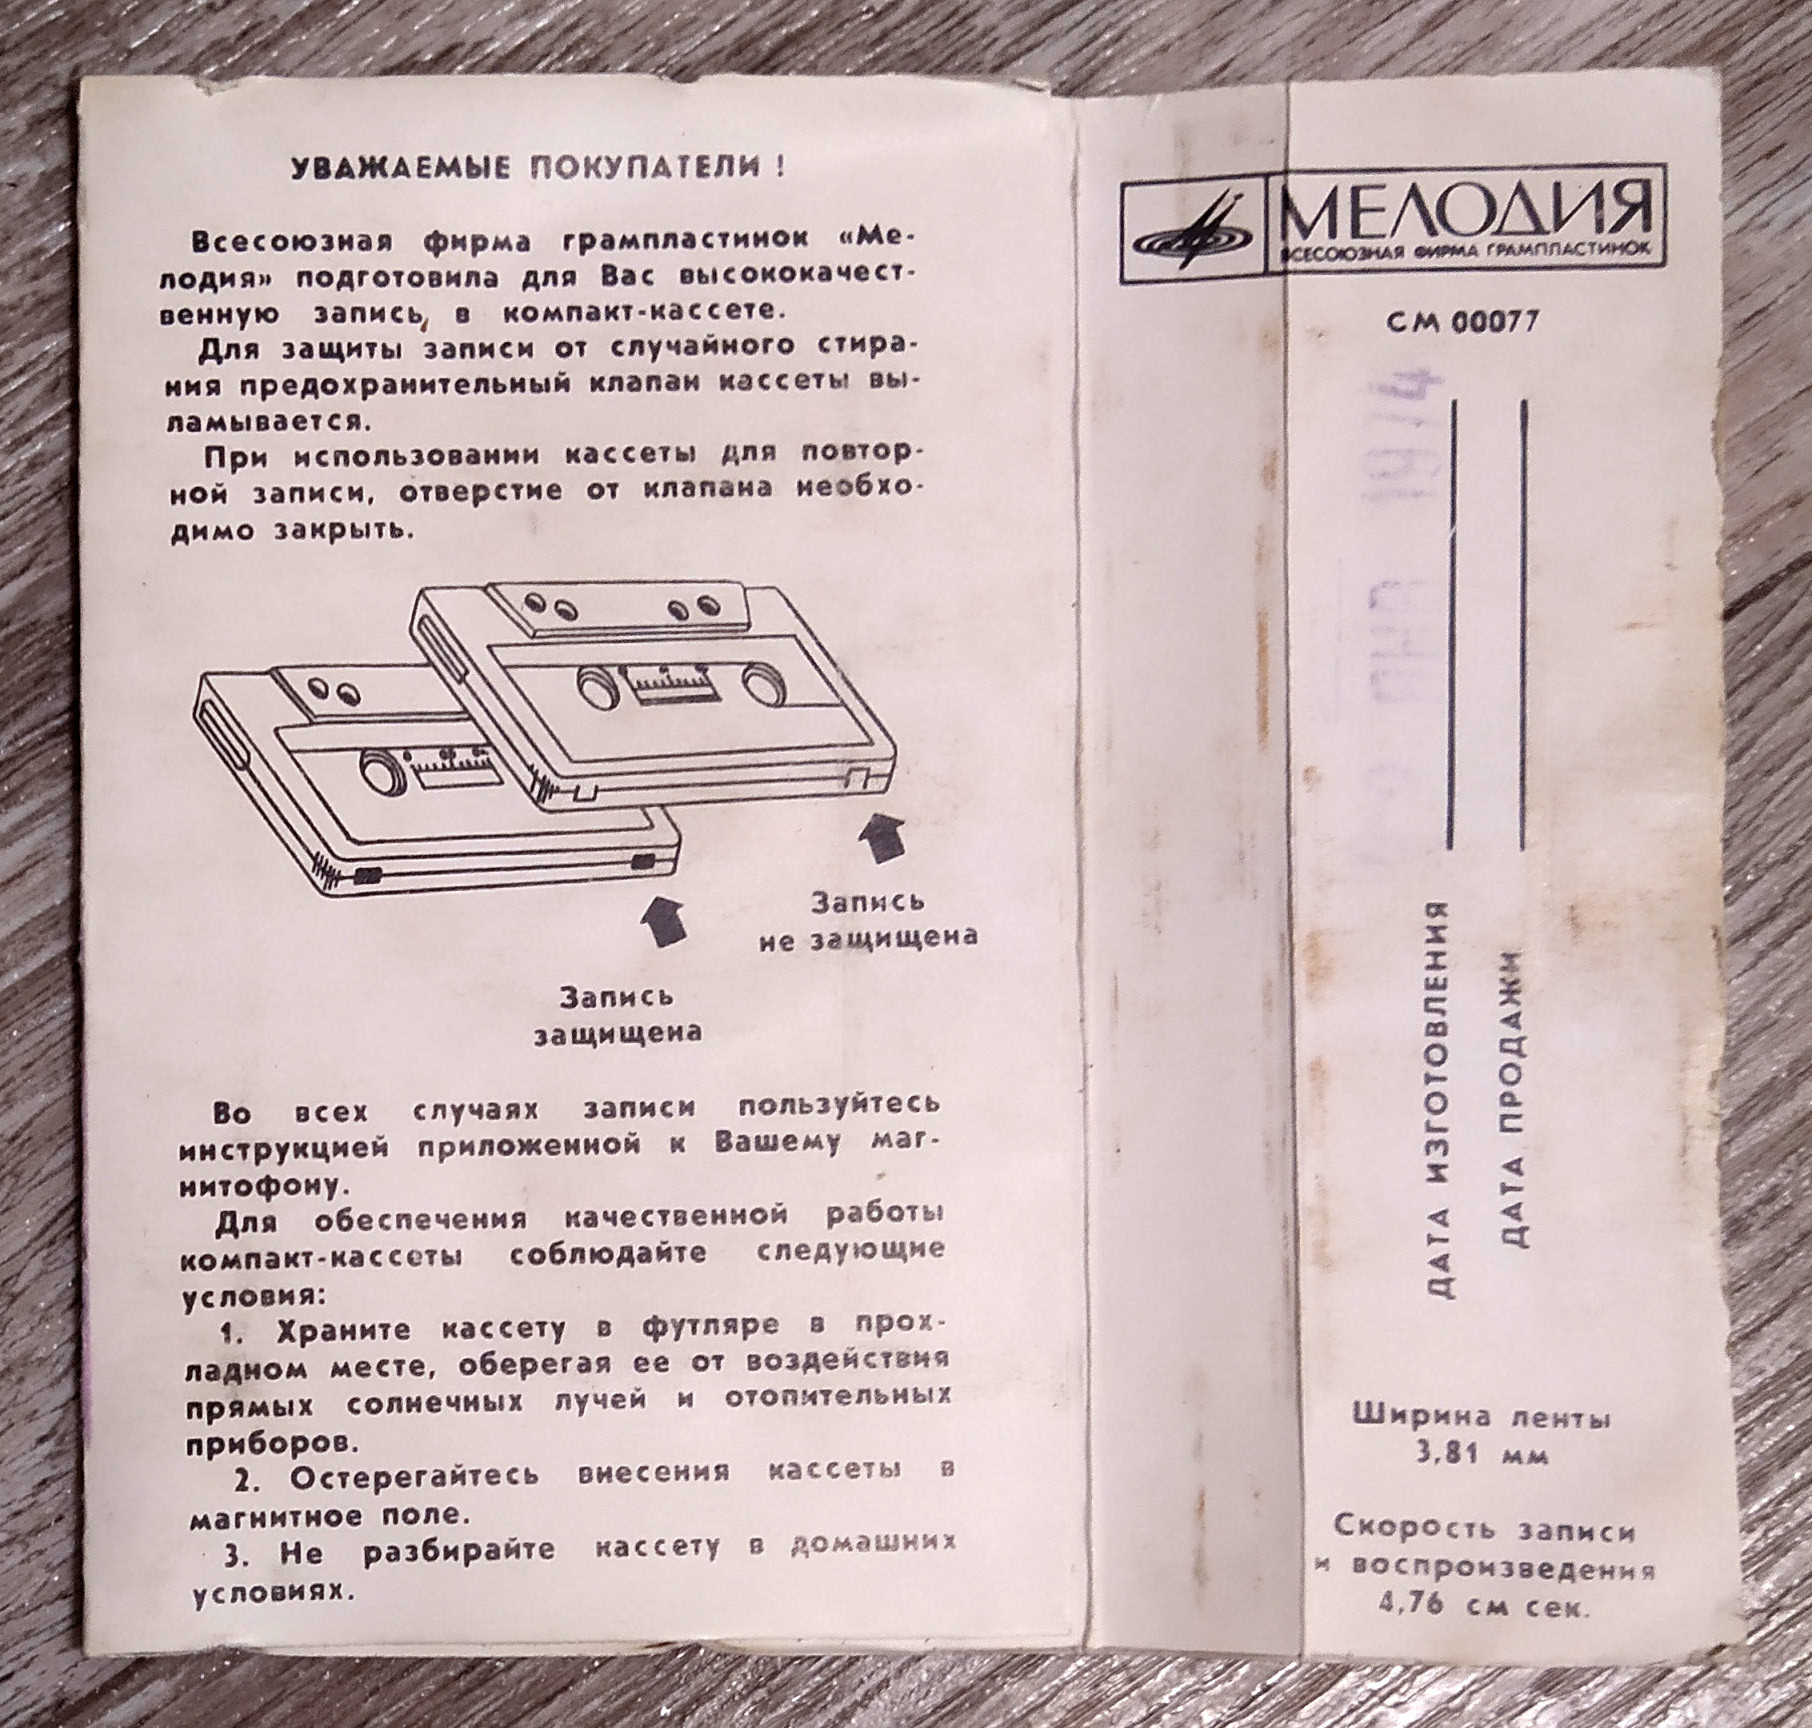 УВАЖАЕМЫЕ ПОКУПАТЕЛИ !
Всесоюзная фирма грампластинок «Ме-
лодия» подготовила для Вас высококачест-
венную запись, в компакт-кассете.
Для защиты записи от случайного стира-
ния предохранительный клапан кассеты вы-
ламывается.
При использовании кассеты для повтор-
ной записи, отверстие от клапана необхо-
димо закрыть.
Запись
не защищена
Запись
защищена
Во всех случаях записи пользуйтесь
инструкцией приложенной к Вашему маг-
нитофону.
Для обеспечения качественной работы
компакт-кассеты соблюдайте следующие
условия:
1. Храните кассету в футляре в прох-
ладном месте, оберегая ее от воздействия
прямых солнечных лучей и отопительных
приборов.
2. Остерегайтесь внесения кассеты в
магнитное поле.
3. Не разбирайте кассету в домашних
условиях.
МЕЛОДИЯ
ВСЕСОЮЗНАЯ ФИРМА ГРАМПЛАСТИНОК
СМ 00077
1974
ДАТА ИЗГОТОВЛЕНИЯ
ДАТА ПРОДАЖИ
Ширина ленты
3,81 мм
Скорость записи
и воспроизведения
4,76 см сек.